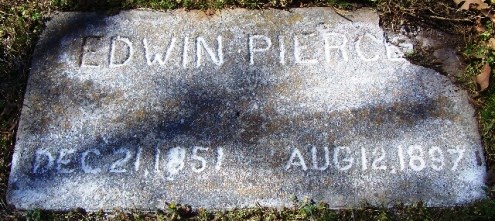 EDWIN PIERCE
DEC 21, 1851 AUG 12, 1897